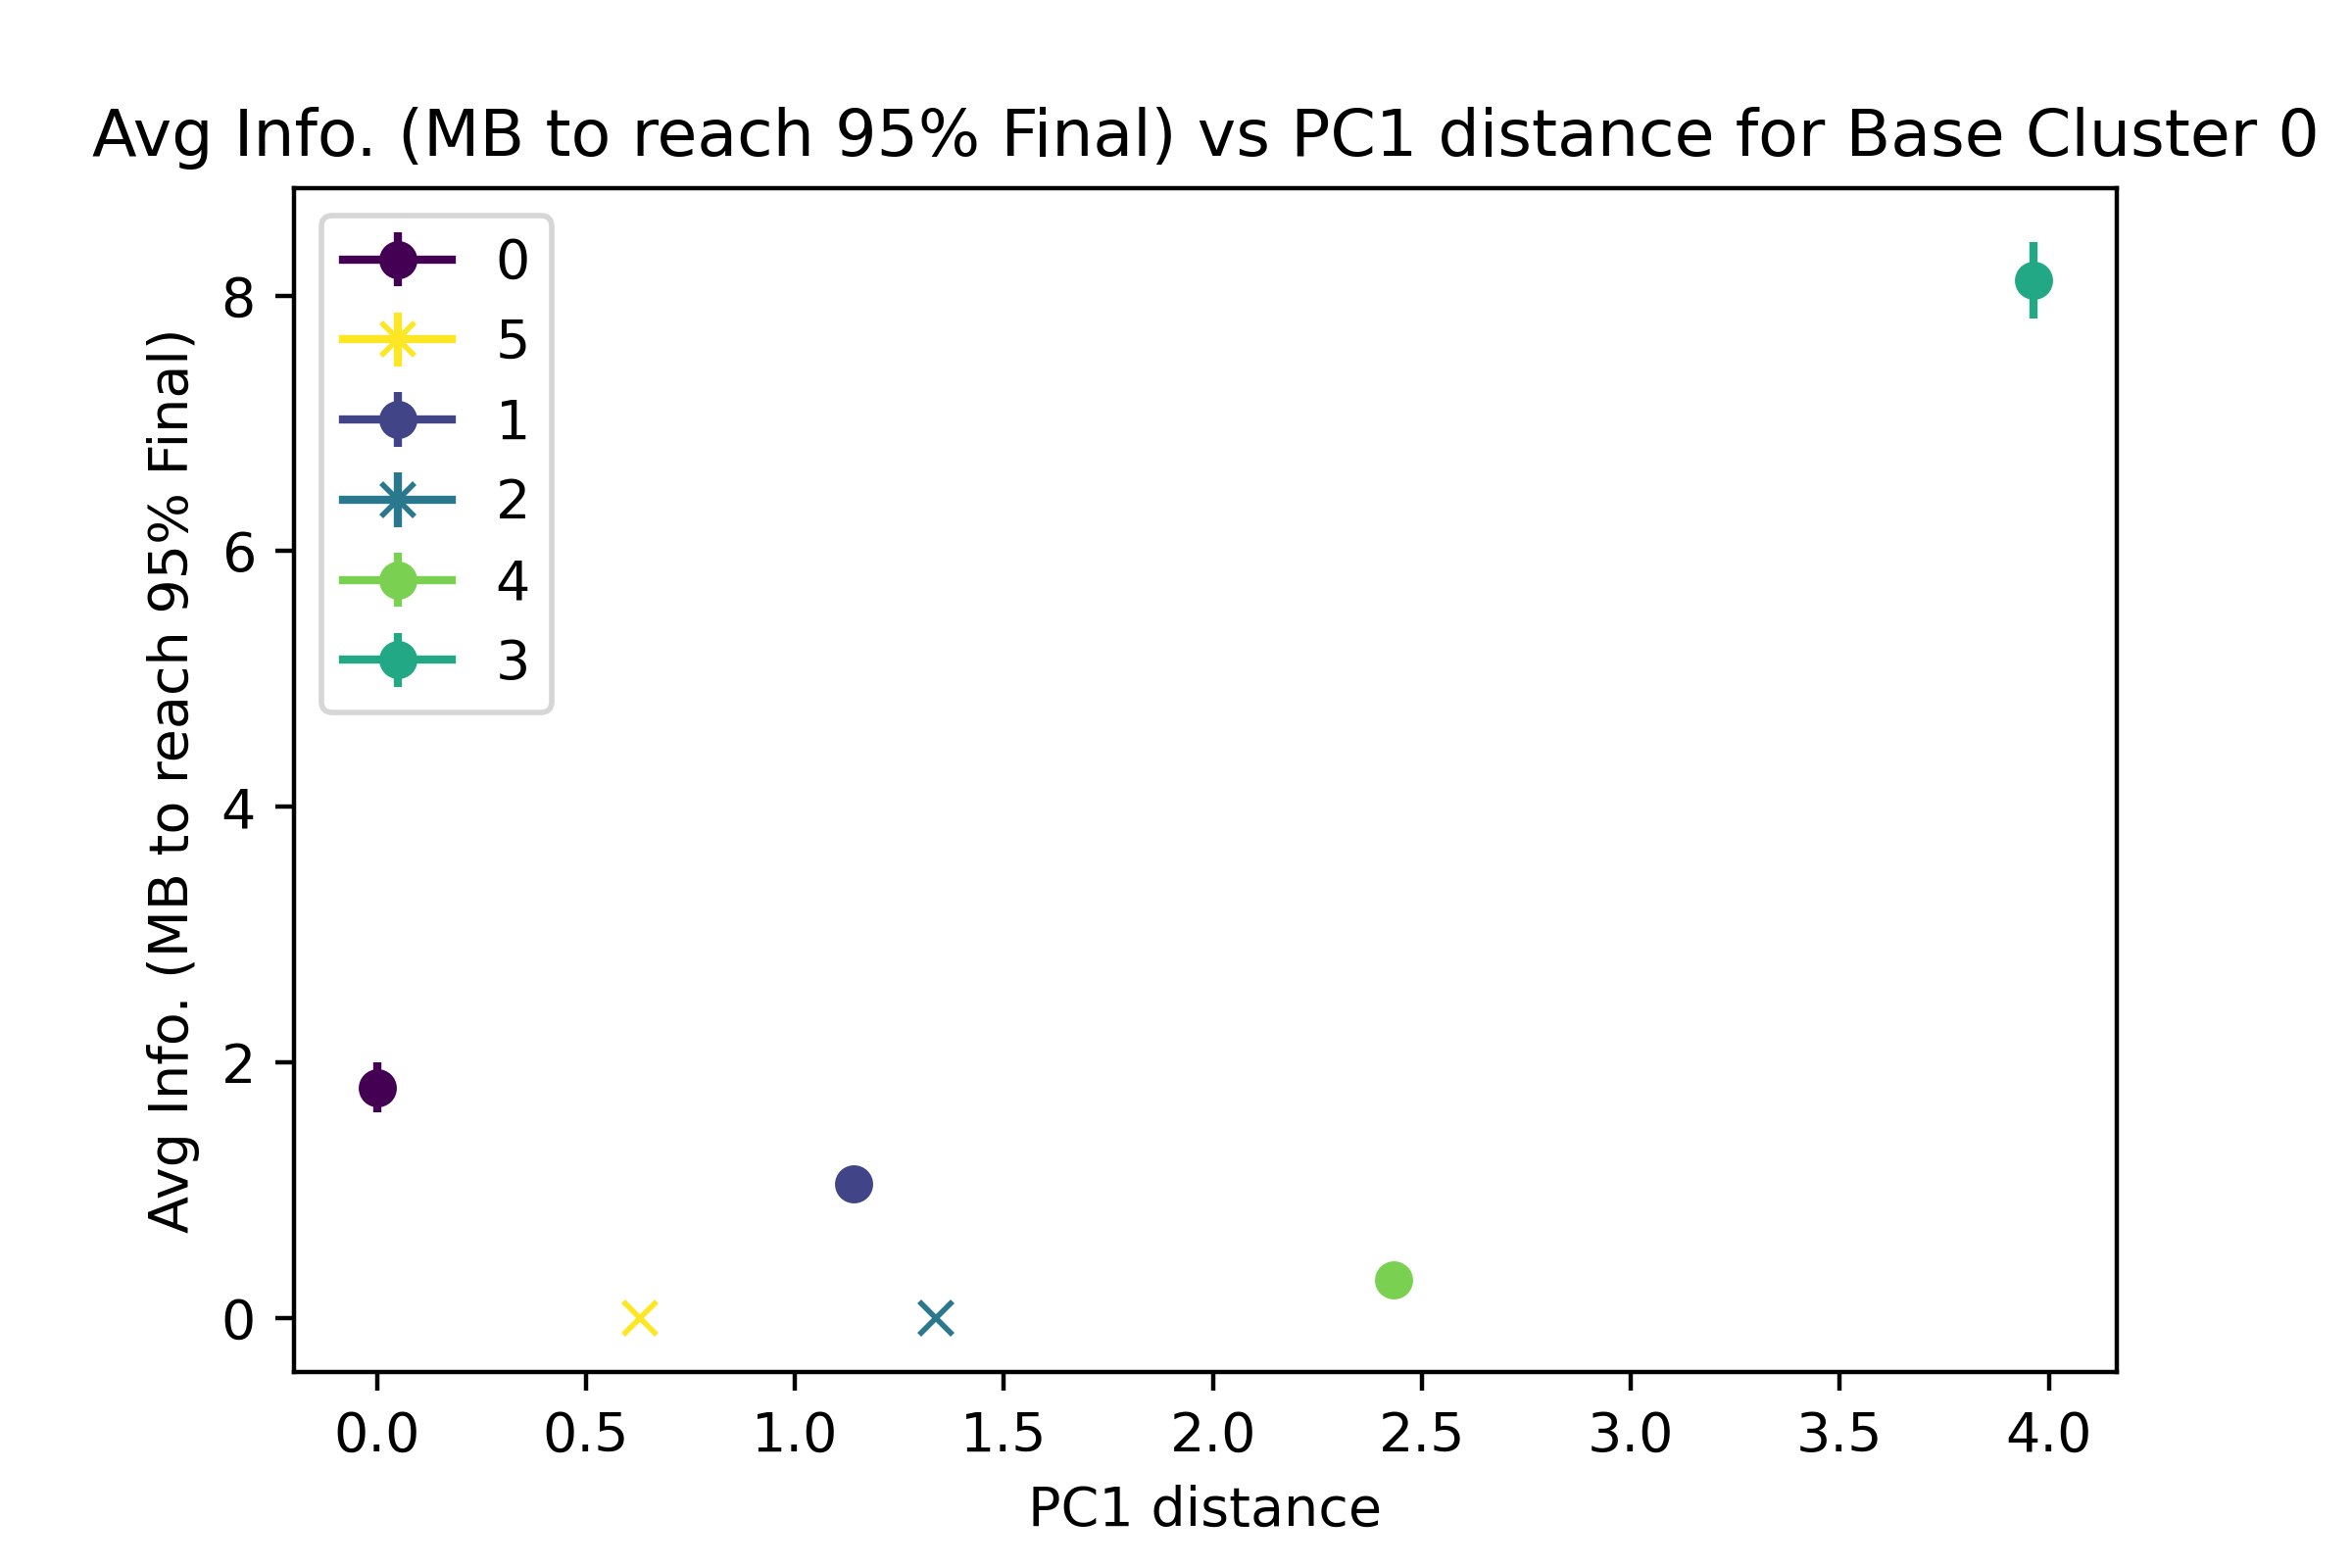 Avg Info. (MB to reach 95% Final) vs PC1 distance for Base Cluster 0
0
5
1
2
4
3
8
6
4
2
0
Avg Info. (MB to reach 95% Final)
0.0 0.5 1.0 1.5 2.0 2.5 3.0 3.5 4.0
PC1 distance